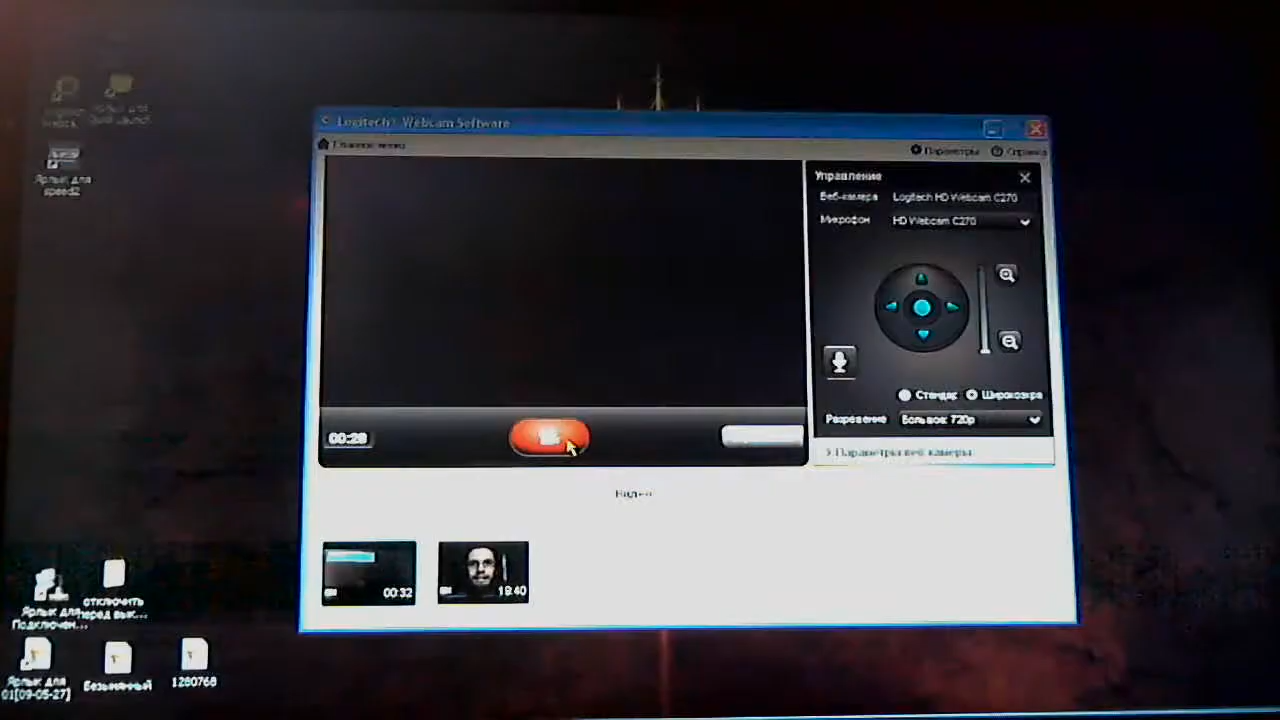 Logitech® Webcam Software
Главное меню
Параметры
Справка
Управление
Веб-камера
Logitech HD Webcam C270
Микрофон
HD Webcam C270
Стандар
Широкоэкра
Разрешение
Большое: 720p
Параметры веб камеры
00:28
Видео
00:32
18:40
Ярлык для
speed2
Ярлык для
Подключен...
отключить
перед вык...
Ярлык для
01[09-05-27]
Безымянный
1280768